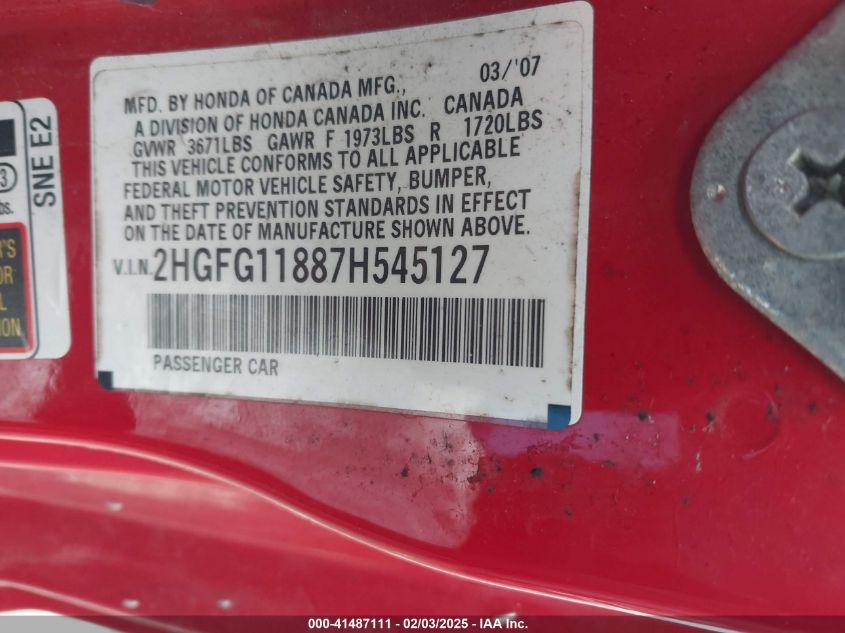 03/'07
MFD. BY HONDA OF CANADA MFG.,
A DIVISION OF HONDA CANADA INC. CANADA
GVWR 3671LBS GAWR F 1973LBS R 1720LBS
THIS VEHICLE CONFORMS TO ALL APPLICABLE
FEDERAL MOTOR VEHICLE SAFETY, BUMPER,
AND THEFT PREVENTION STANDARDS IN EFFECT
ON THE DATE OF MANUFACTURE SHOWN ABOVE.
V.I.N. 2HGFG11887H545127
PASSENGER CAR
SNE E2
000-41487111 - 02/03/2025 - IAA Inc.